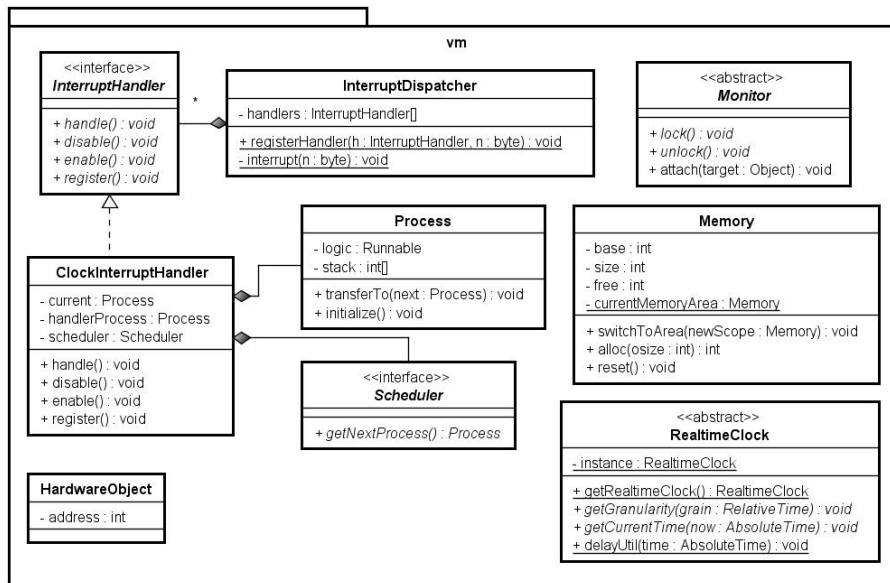 vm
<<interface>>
InterruptHandler
+ handle() : void
+ disable() : void
+ enable() : void
+ register() : void
*
InterruptDispatcher
- handlers : InterruptHandler[]
+ registerHandler(h : InterruptHandler, n : byte) : void
- interrupt(n : byte) : void
<<abstract>>
Monitor
+ lock() : void
+ unlock() : void
+ attach(target : Object) : void
ClockInterruptHandler
- current : Process
- handlerProcess : Process
- scheduler : Scheduler
+ handle() : void
+ disable() : void
+ enable() : void
+ register() : void
Process
- logic : Runnable
- stack : int[]
+ transferTo(next : Process) : void
+ initialize() : void
Memory
- base : int
- size : int
- free : int
- currentMemoryArea : Memory
+ switchToArea(newScope : Memory) : void
+ alloc(osize : int) : int
+ reset() : void
<<interface>>
Scheduler
+ getNextProcess() : Process
<<abstract>>
RealtimeClock
- instance : RealtimeClock
+ getRealtimeClock() : RealtimeClock
+ getGranularity(grain : RelativeTime) : void
+ getCurrentTime(now : AbsoluteTime) : void
+ delayUtil(time : AbsoluteTime) : void
HardwareObject
- address : int